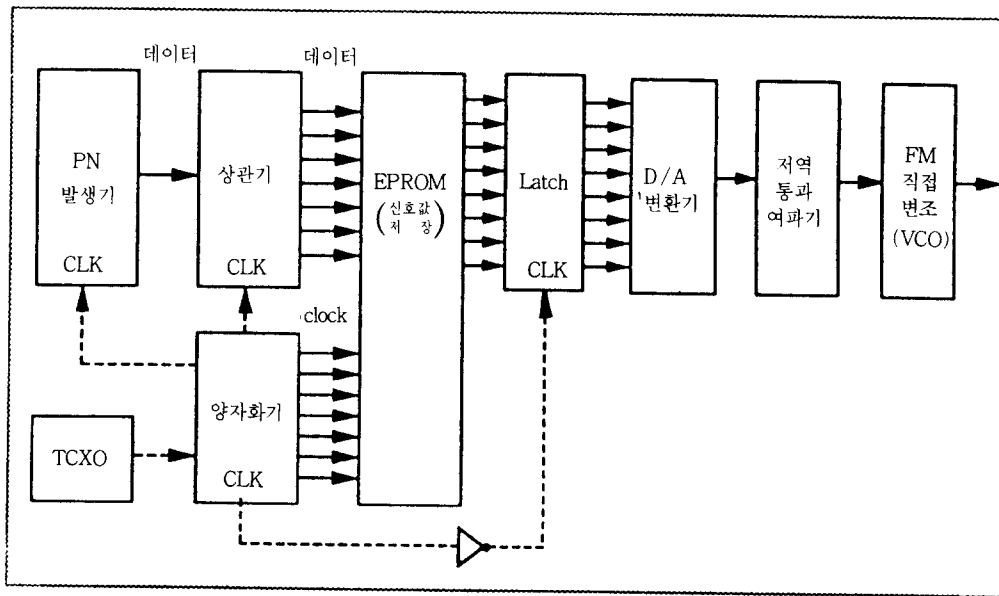 데이터
데이터
PN
발생기
CLK
상관기
CLK
EPROM
(신호값
저 장)
Latch
CLK
D/A
변환기
저역
통과
여파기
FM
직접
변조
(VCO)
clock
양자화기
CLK
TCXO